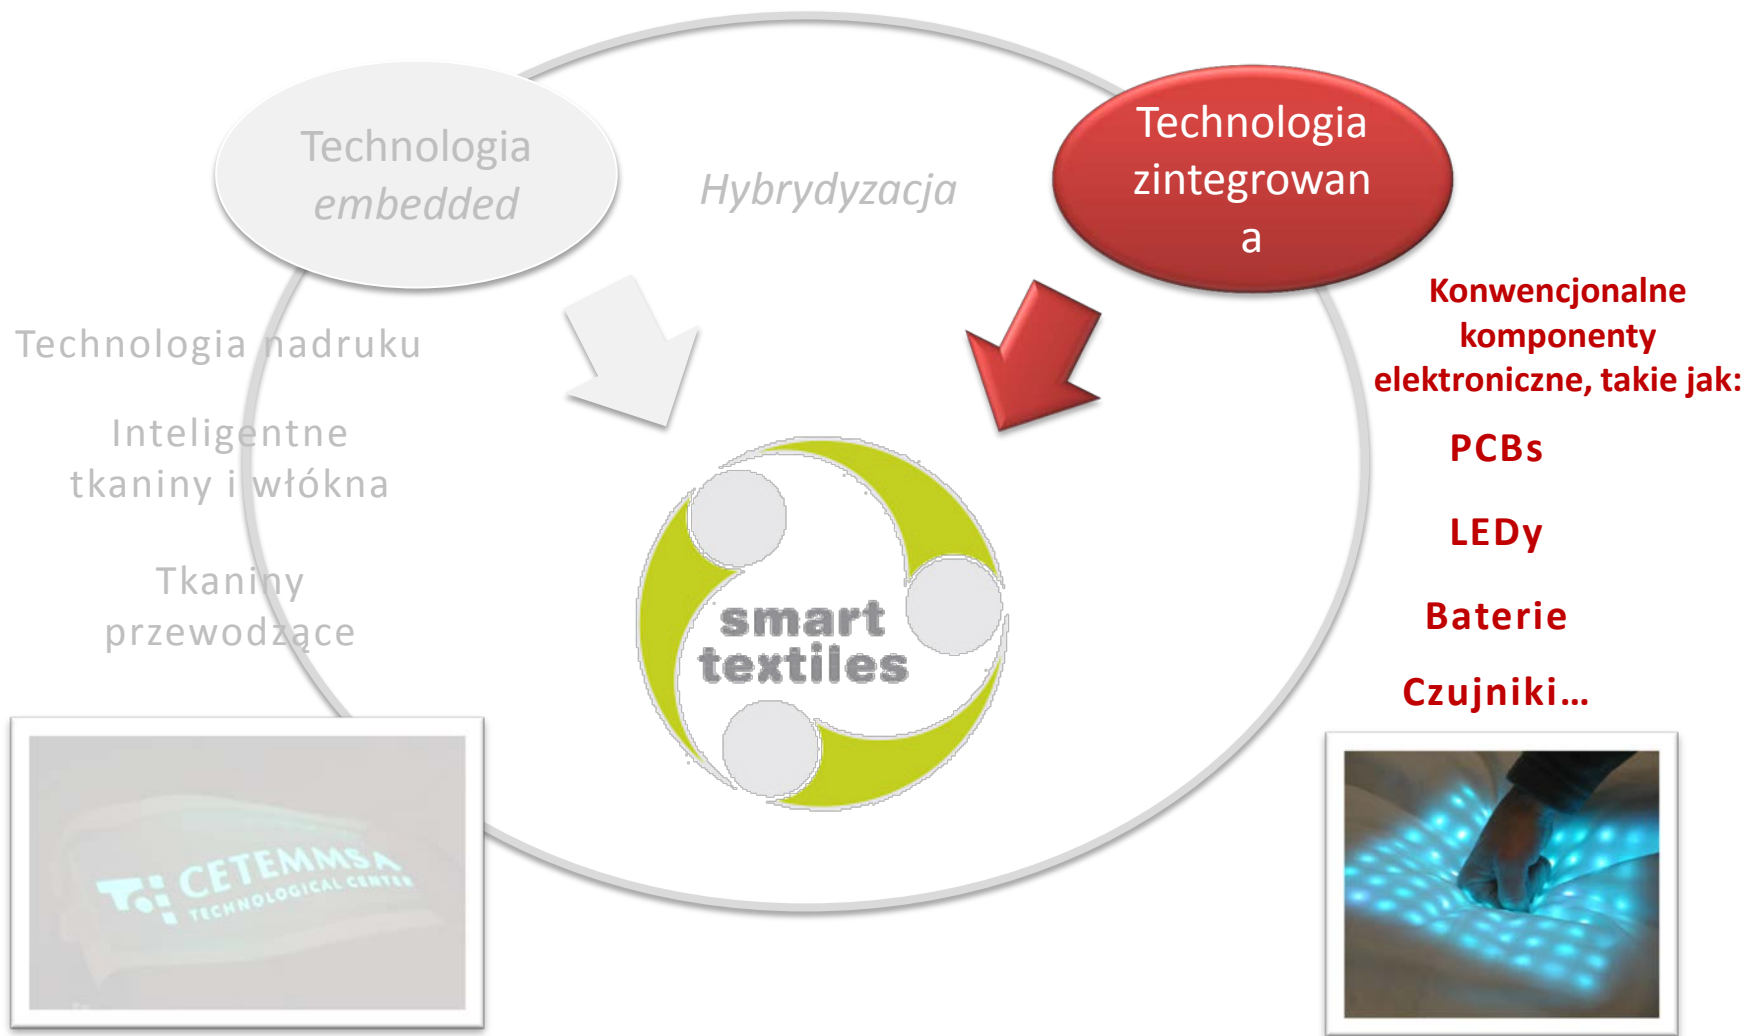 Technologia
embedded
Hybrydyzacja
Technologia
zintegrowan
a
Technologia nadruku
Inteligentne
tkaniny i włókna
Tkaniny
przewodzące
Konwencjonalne
komponenty
elektroniczne, takie jak:
PCBs
LEDy
Baterie
Czujniki…
smart
textiles
CETEMMSA
TECHNOLOGICAL CENTER